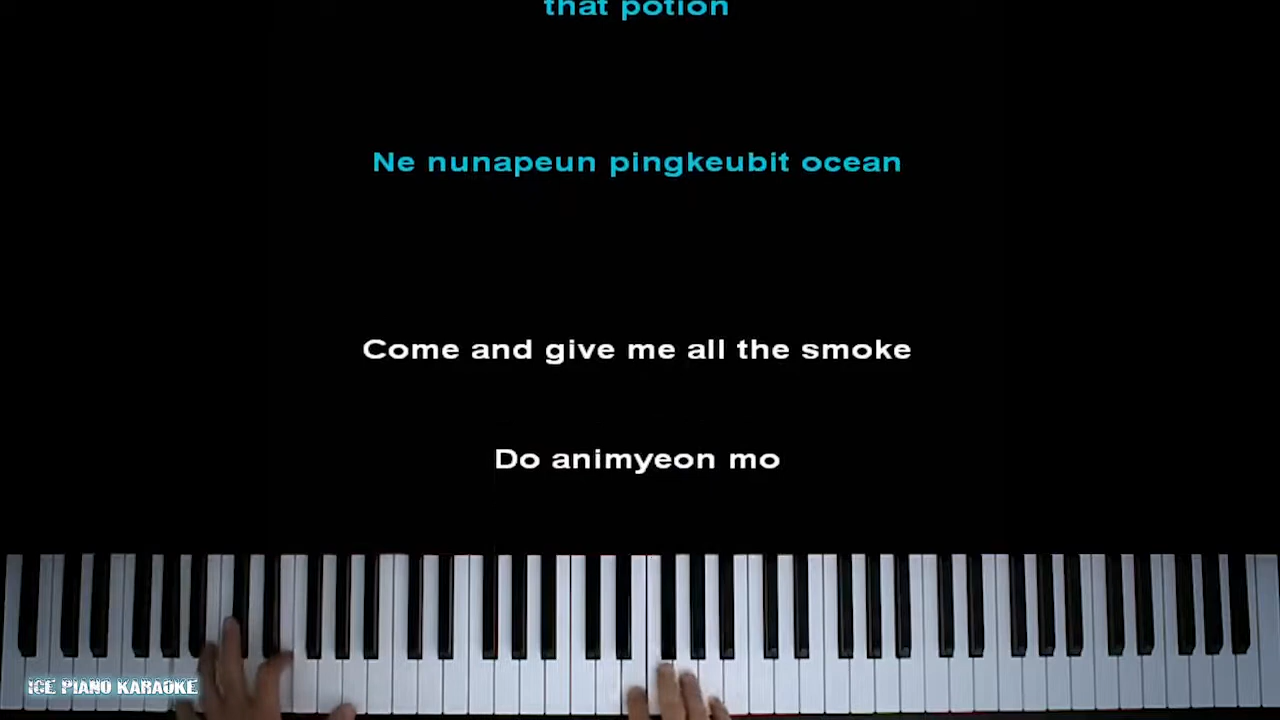 that potion
Ne nunapeun pingkeubit ocean
Come and give me all the smoke
Do animyeon mo
ICE PIANO KARAOKE